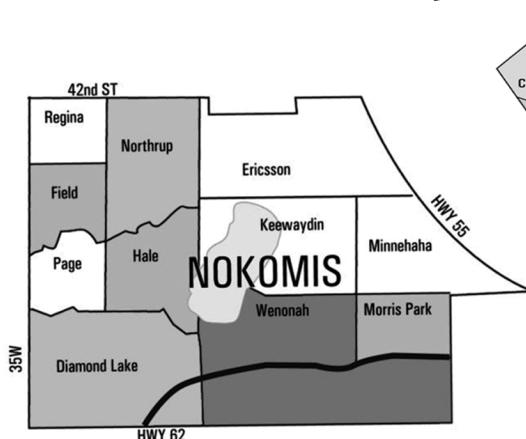 42nd ST
Regina
Northrup
Ericsson
Field
Keewaydin
HWY 55
Minnehaha
Page
Hale
NOKOMIS
Wenonah
Morris Park
Diamond Lake
35W
HWY 62